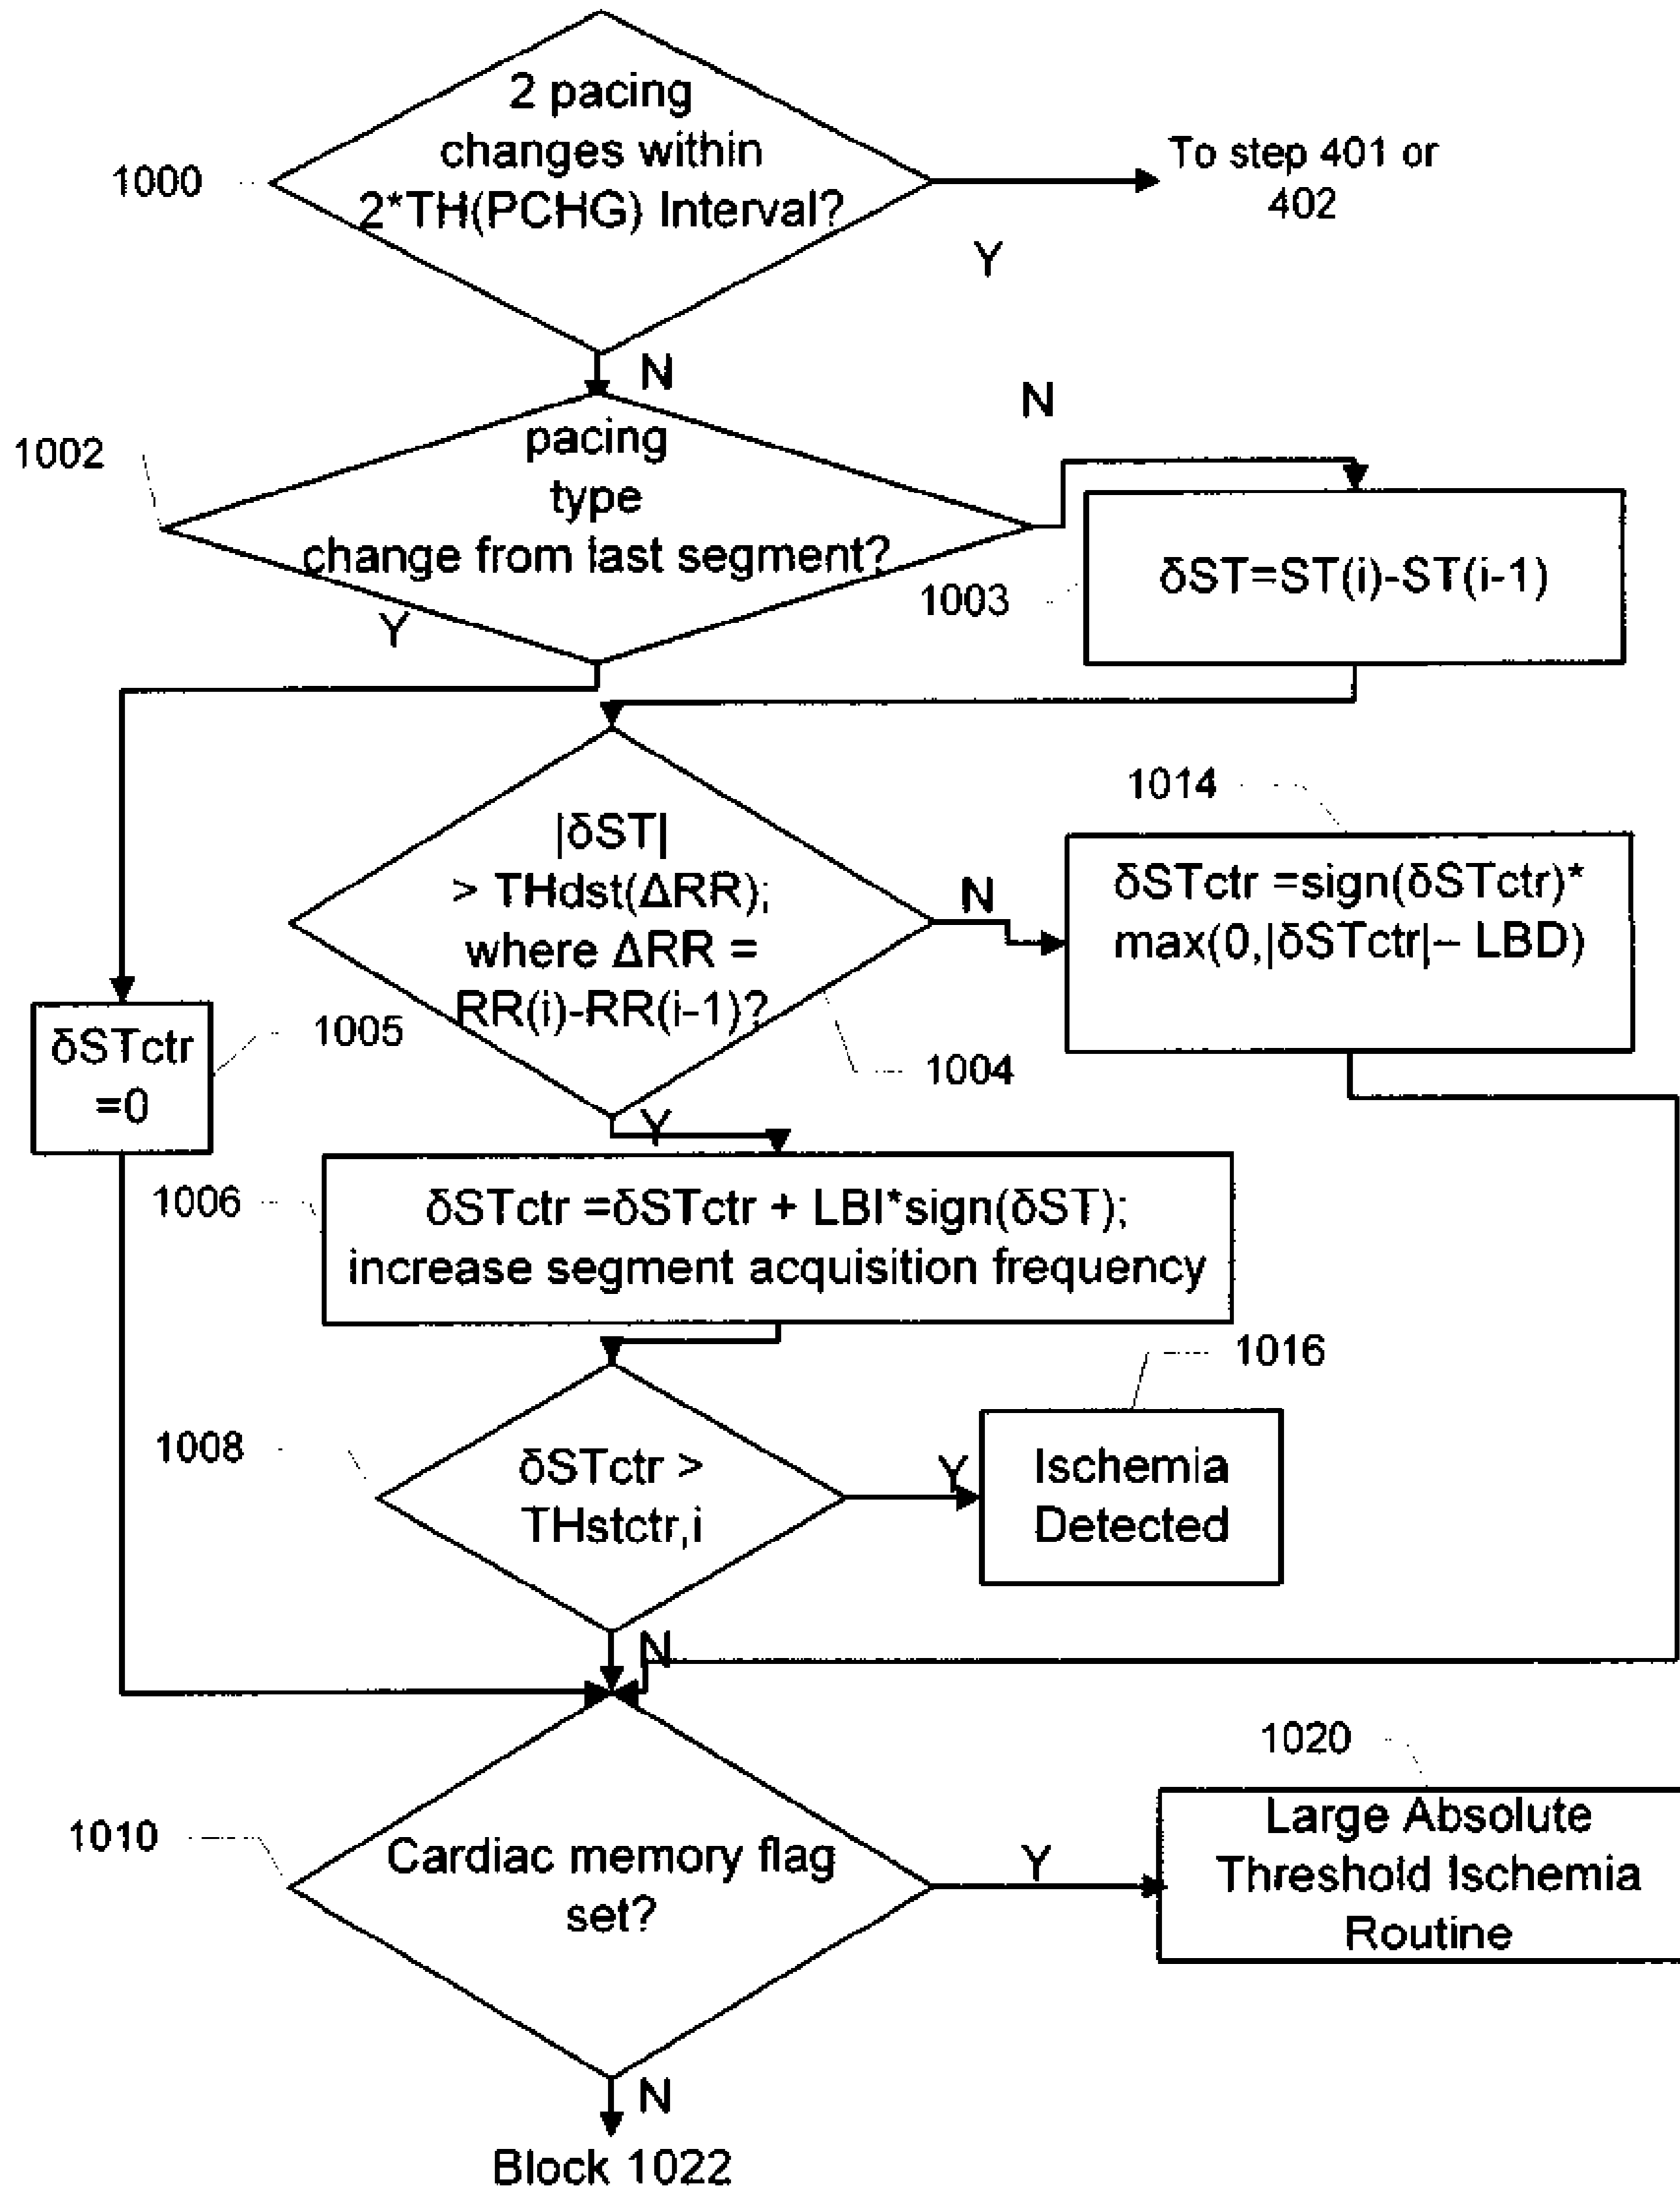 2 pacing
changes within
2*TH(PCHG) Interval?
1000
To step 401 or
402
Y
N
N
1002
pacing
type
change from last segment?
Y
1003
δST=ST(i)-ST(i-1)
1014
|δST|
> THdst(ΔRR);
where ΔRR =
RR(i)-RR(i-1)?
N
δSTctr =sign(δSTctr)*
max(0,|δSTctr|– LBD)
δSTctr
=0
1005
1004
Y
1006
δSTctr =δSTctr + LBI*sign(δST);
increase segment acquisition frequency
1016
1008
δSTctr >
THstctr,i
Y
Ischemia
Detected
N
1020
1010
Cardiac memory flag
set?
Y
Large Absolute
Threshold Ischemia
Routine
N
Block 1022